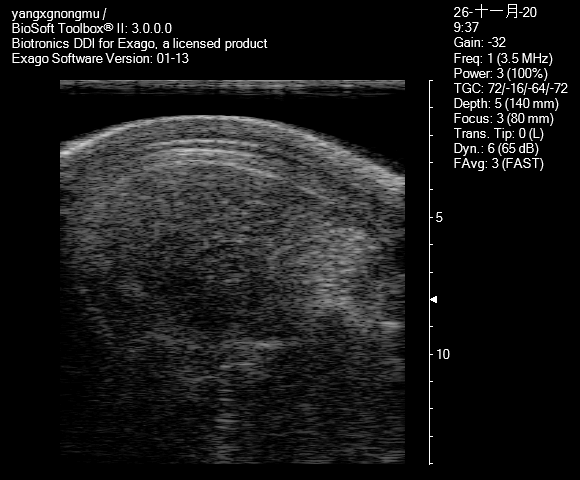 yangxgnongmu /
BioSoft Toolbox® II: 3.0.0.0
Biotronics DDI for Exago, a licensed product
Exago Software Version: 01-13
26-十一月-20
9:37
Gain: -32
Freq: 1 (3.5 MHz)
Power: 3 (100%)
TGC: 72/-16/-64/-72
Depth: 5 (140 mm)
Focus: 3 (80 mm)
Trans. Tip: 0 (L)
Dyn.: 6 (65 dB)
FAvg: 3 (FAST)
5
10